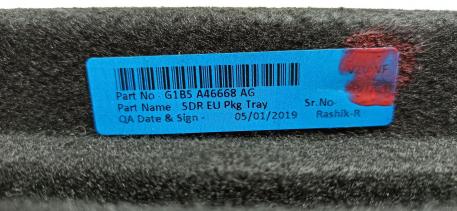 Part No - G1B5 A46668 AG
Part Name 5DR EU Pkg Tray Sr.No-
QA Date & Sign - 05/01/2019 Rashik-R